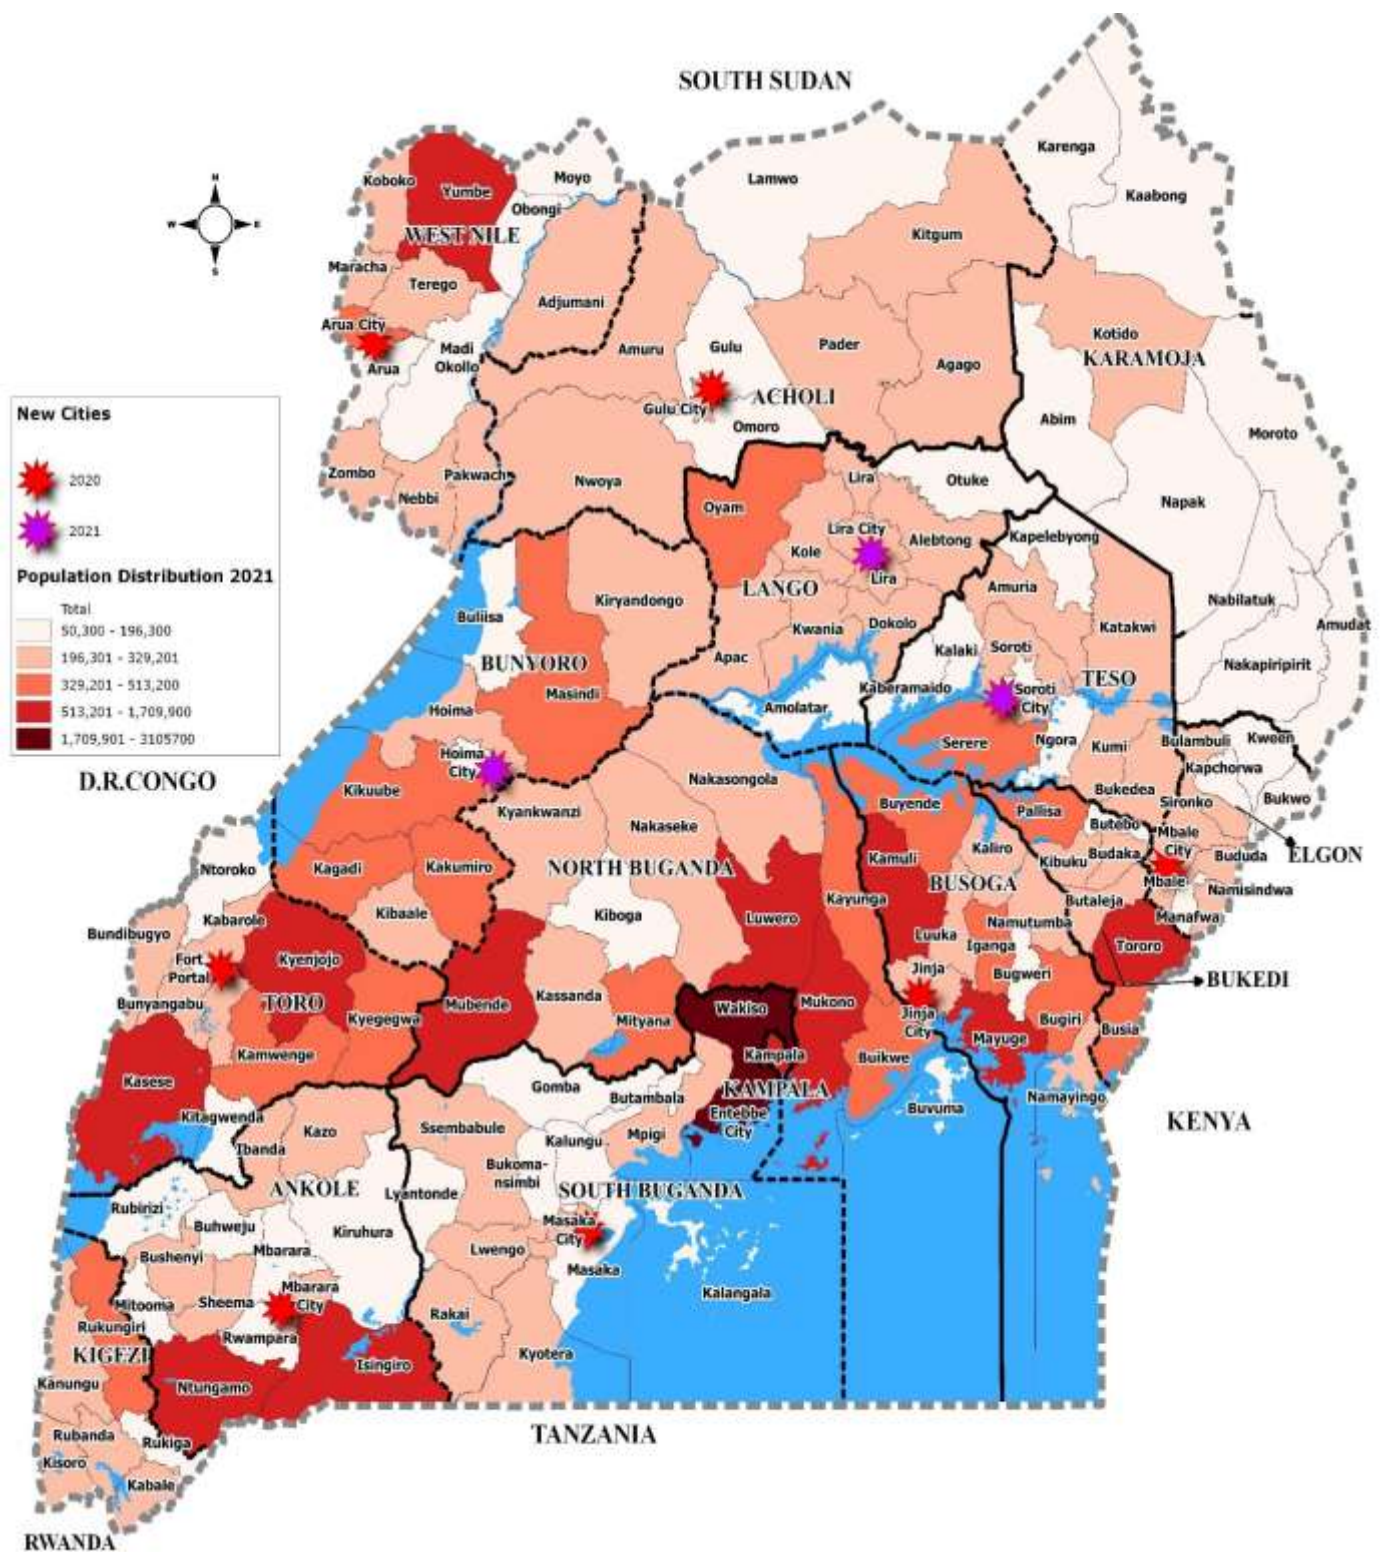 SOUTH SUDAN
Karenga
Kaabong
Koboko
Yumbe
Moyo
Lamwo
Obongi
WEST NILE
Kitgum
N
W
E
S
Maracha
Terego
Adjumani
Arua City
Arua
Madi
Okollo
Amuru
Gulu
Pader
Agago
Kotido
KARAMOJA
Gulu City
ACHOLI
Omoro
Abim
Moroto
New Cities
2020
2021
Population Distribution 2021
Total
50,300 - 196,300
196,301 - 329,201
329,201 - 513,200
513,201 - 1,709,900
1,709,901 - 3105700
Zombo
Nebbi
Pakwach
Nwoya
Oyam
Lira
Otuke
Napak
Lira City
Kole
Alebtong
Lira
Kapelebyong
LANGO
Amuria
Kiryandongo
Buliisa
Nabilatuk
Amudat
Kwania
Dokolo
Katakwi
BUNYORO
Apac
Kalaki
Soroti
Nakapiripirit
TESO
Masindi
Kaberamaido
Soroti
City
Amolatar
Hoima
Hoima
City
Serere
Ngora
Kumi
Bulambuli
Kween
Kapchorwa
D.R.CONGO
Kikuube
Nakasongola
Bukedea
Bukwo
Kyankwanzi
Nakaseke
Buyende
Pallisa
Sironko
Butebo
Mbale
City
ELGON
Ntoroko
Kagadi
Kakumiro
NORTH BUGANDA
Kamuli
Kaliro
Kibuku
Budaka
Bududa
BUSOGA
Mbale
Namisindwa
Kabarole
Kibaale
Kiboga
Luwero
Kayunga
Butaleja
Manafwa
Bundibugyo
Namutumba
Luuka
Iganga
Tororo
Fort
Portal
Kyenjojo
Jinja
Bugweri
BUKEDI
Bunyangabu
TORO
Mubende
Kassanda
Wakiso
Mukono
Kyegegwa
Mityana
Jinja
City
Bugiri
Busia
Mayuge
Kamwenge
Kampala
Buikwe
Kasese
KAMPALA
Gomba
Butambala
Entebbe
City
Buvuma
Namayingo
Kitagwenda
KENYA
Ssembabule
Kazo
Ibanda
Kalungu
Mpigi
Bukoma-
nsimbi
ANKOLE
Lyantonde
SOUTH BUGANDA
Rubirizi
Buhweju
Kiruhura
Masaka
City
Mbarara
Bushenyi
Lwengo
Masaka
Mbarara
City
Kalangala
Mitooma
Sheema
Rakai
Rukungiri
Rwampara
KIGEZI
Isingiro
Kyotera
Kanungu
Ntungamo
Rubanda
Rukiga
TANZANIA
Kisoro
Kabale
RWANDA